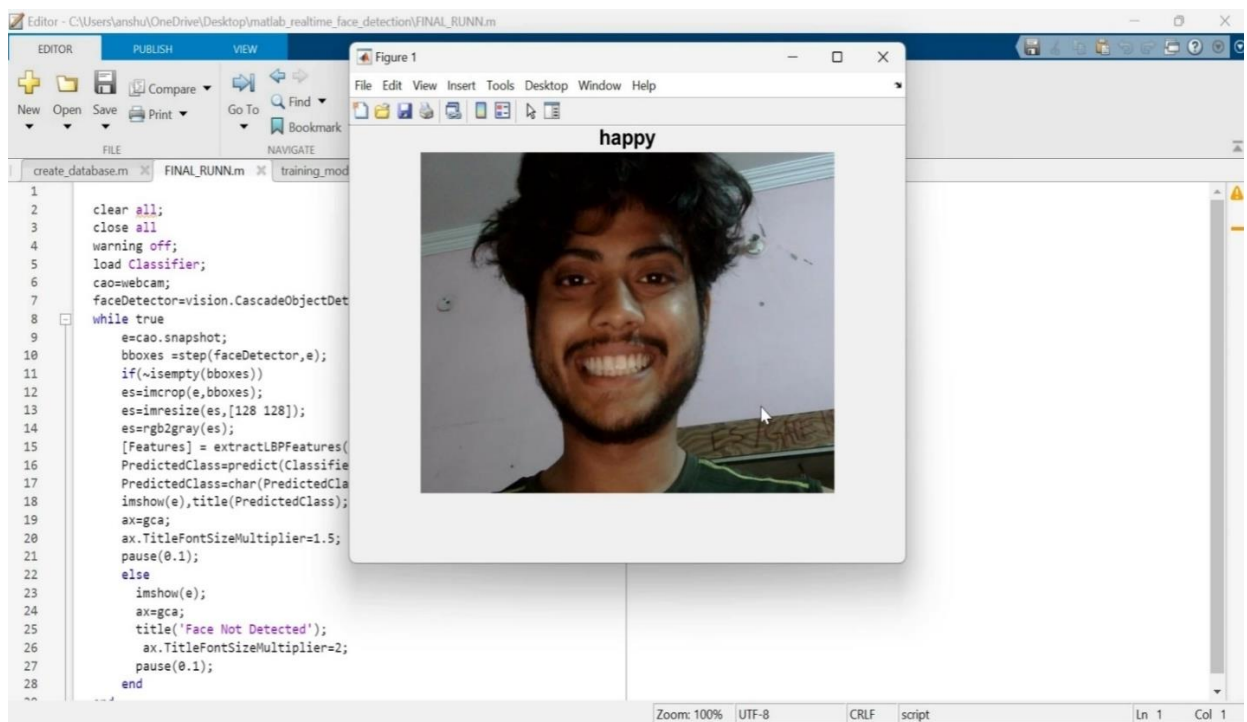 Editor - C:\Users\anshu\OneDrive\Desktop\matlab_realtime_face_detection\FINAL_RUNN.m
EDITOR PUBLISH VIEW
New Open Save Compare Print Go To Find Bookmark
FILE NAVIGATE
create_database.m FINAL_RUNN.m training_mod
Figure 1
File Edit View Insert Tools Desktop Window Help
happy
1
2 clear all;
3 close all
4 warning off;
5 load Classifier;
6 cao=webcam;
7 faceDetector=vision.CascadeObjectDet
8 while true
9 e=cao.snapshot;
10 bboxes =step(faceDetector,e);
11 if(~isempty(bboxes))
12 es=imcrop(e,bboxes);
13 es=imresize(es,[128 128]);
14 es=rgb2gray(es);
15 [Features] = extractLBPFeatures(
16 PredictedClass=predict(Classifie
17 PredictedClass=char(PredictedCla
18 imshow(e),title(PredictedClass);
19 ax=gca;
20 ax.TitleFontSizeMultiplier=1.5;
21 pause(0.1);
22 else
23 imshow(e);
24 ax=gca;
25 title('Face Not Detected');
26 ax.TitleFontSizeMultiplier=2;
27 pause(0.1);
28 end
Zoom: 100% UTF-8 CRLF script Ln 1 Col 1